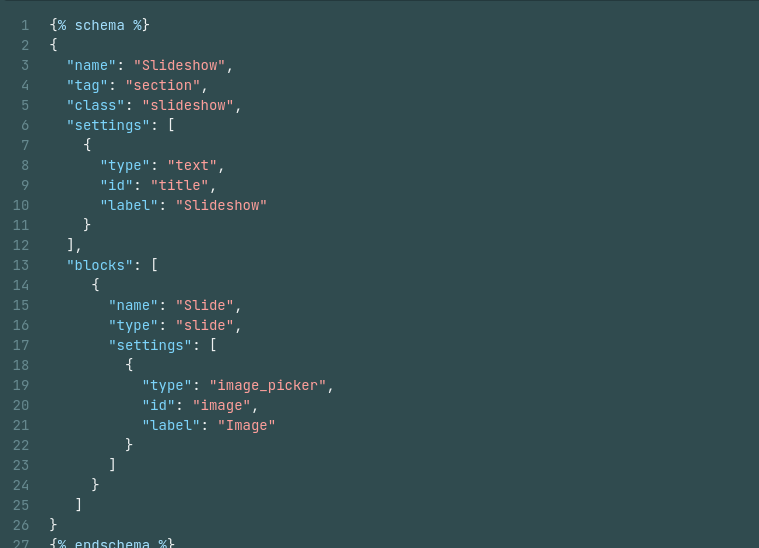 1 {% schema %}
2 {
3   "name": "Slideshow",
4   "tag": "section",
5   "class": "slideshow",
6   "settings": [
7     {
8       "type": "text",
9       "id": "title",
10       "label": "Slideshow"
11     }
12   ],
13   "blocks": [
14      {
15        "name": "Slide",
16        "type": "slide",
17        "settings": [
18          {
19            "type": "image_picker",
20            "id": "image",
21            "label": "Image"
22          }
23        ]
24      }
25    ]
26 }
27 {% endschema %}